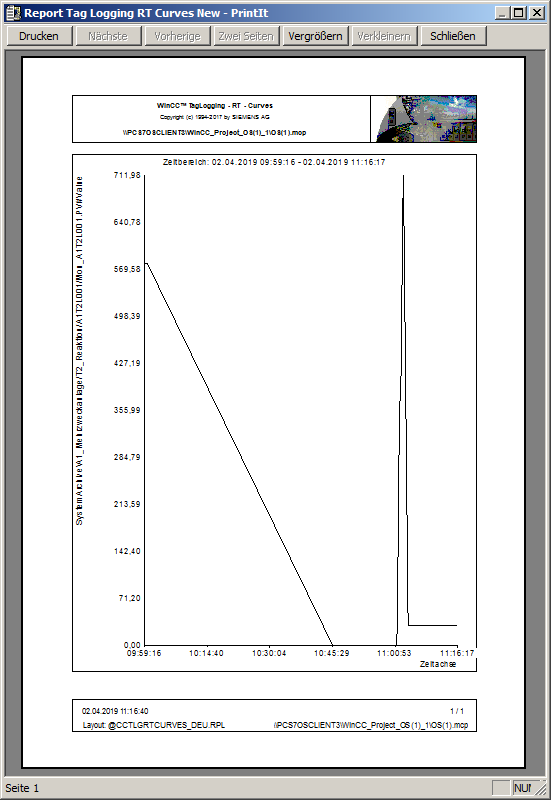 Report Tag Logging RT Curves New - PrintIt
Drucken Nächste Vorherige Zwei Seiten Vergrößern Verkleinern Schließen
WinCC™ TagLogging - RT - Curves
Copyright (c) 1994-2017 by SIEMENS AG
\\PCS7OSCLIENT3\WinCC_Project_OS(1)_1\OS(1).mcp
Zeitbereich: 02.04.2019 09:59:16 - 02.04.2019 11:16:17
SystemArchive\A1_Mehrzweckanlage/T2_Reaktion/A1T2L001/Mon_A1T2L001.PV#Value
711,98
640,78
569,58
498,39
427,19
355,99
284,79
213,59
142,40
71,20
0,00
09:59:16 10:14:40 10:30:04 10:45:29 11:00:53 11:16:17
Zeitachse
02.04.2019 11:16:40 1 / 1
Layout: @CCTLGRTCURVES_DEU.RPL \\PCS7OSCLIENT3\WinCC_Project_OS(1)_1\OS(1).mcp
Seite 1 NUM